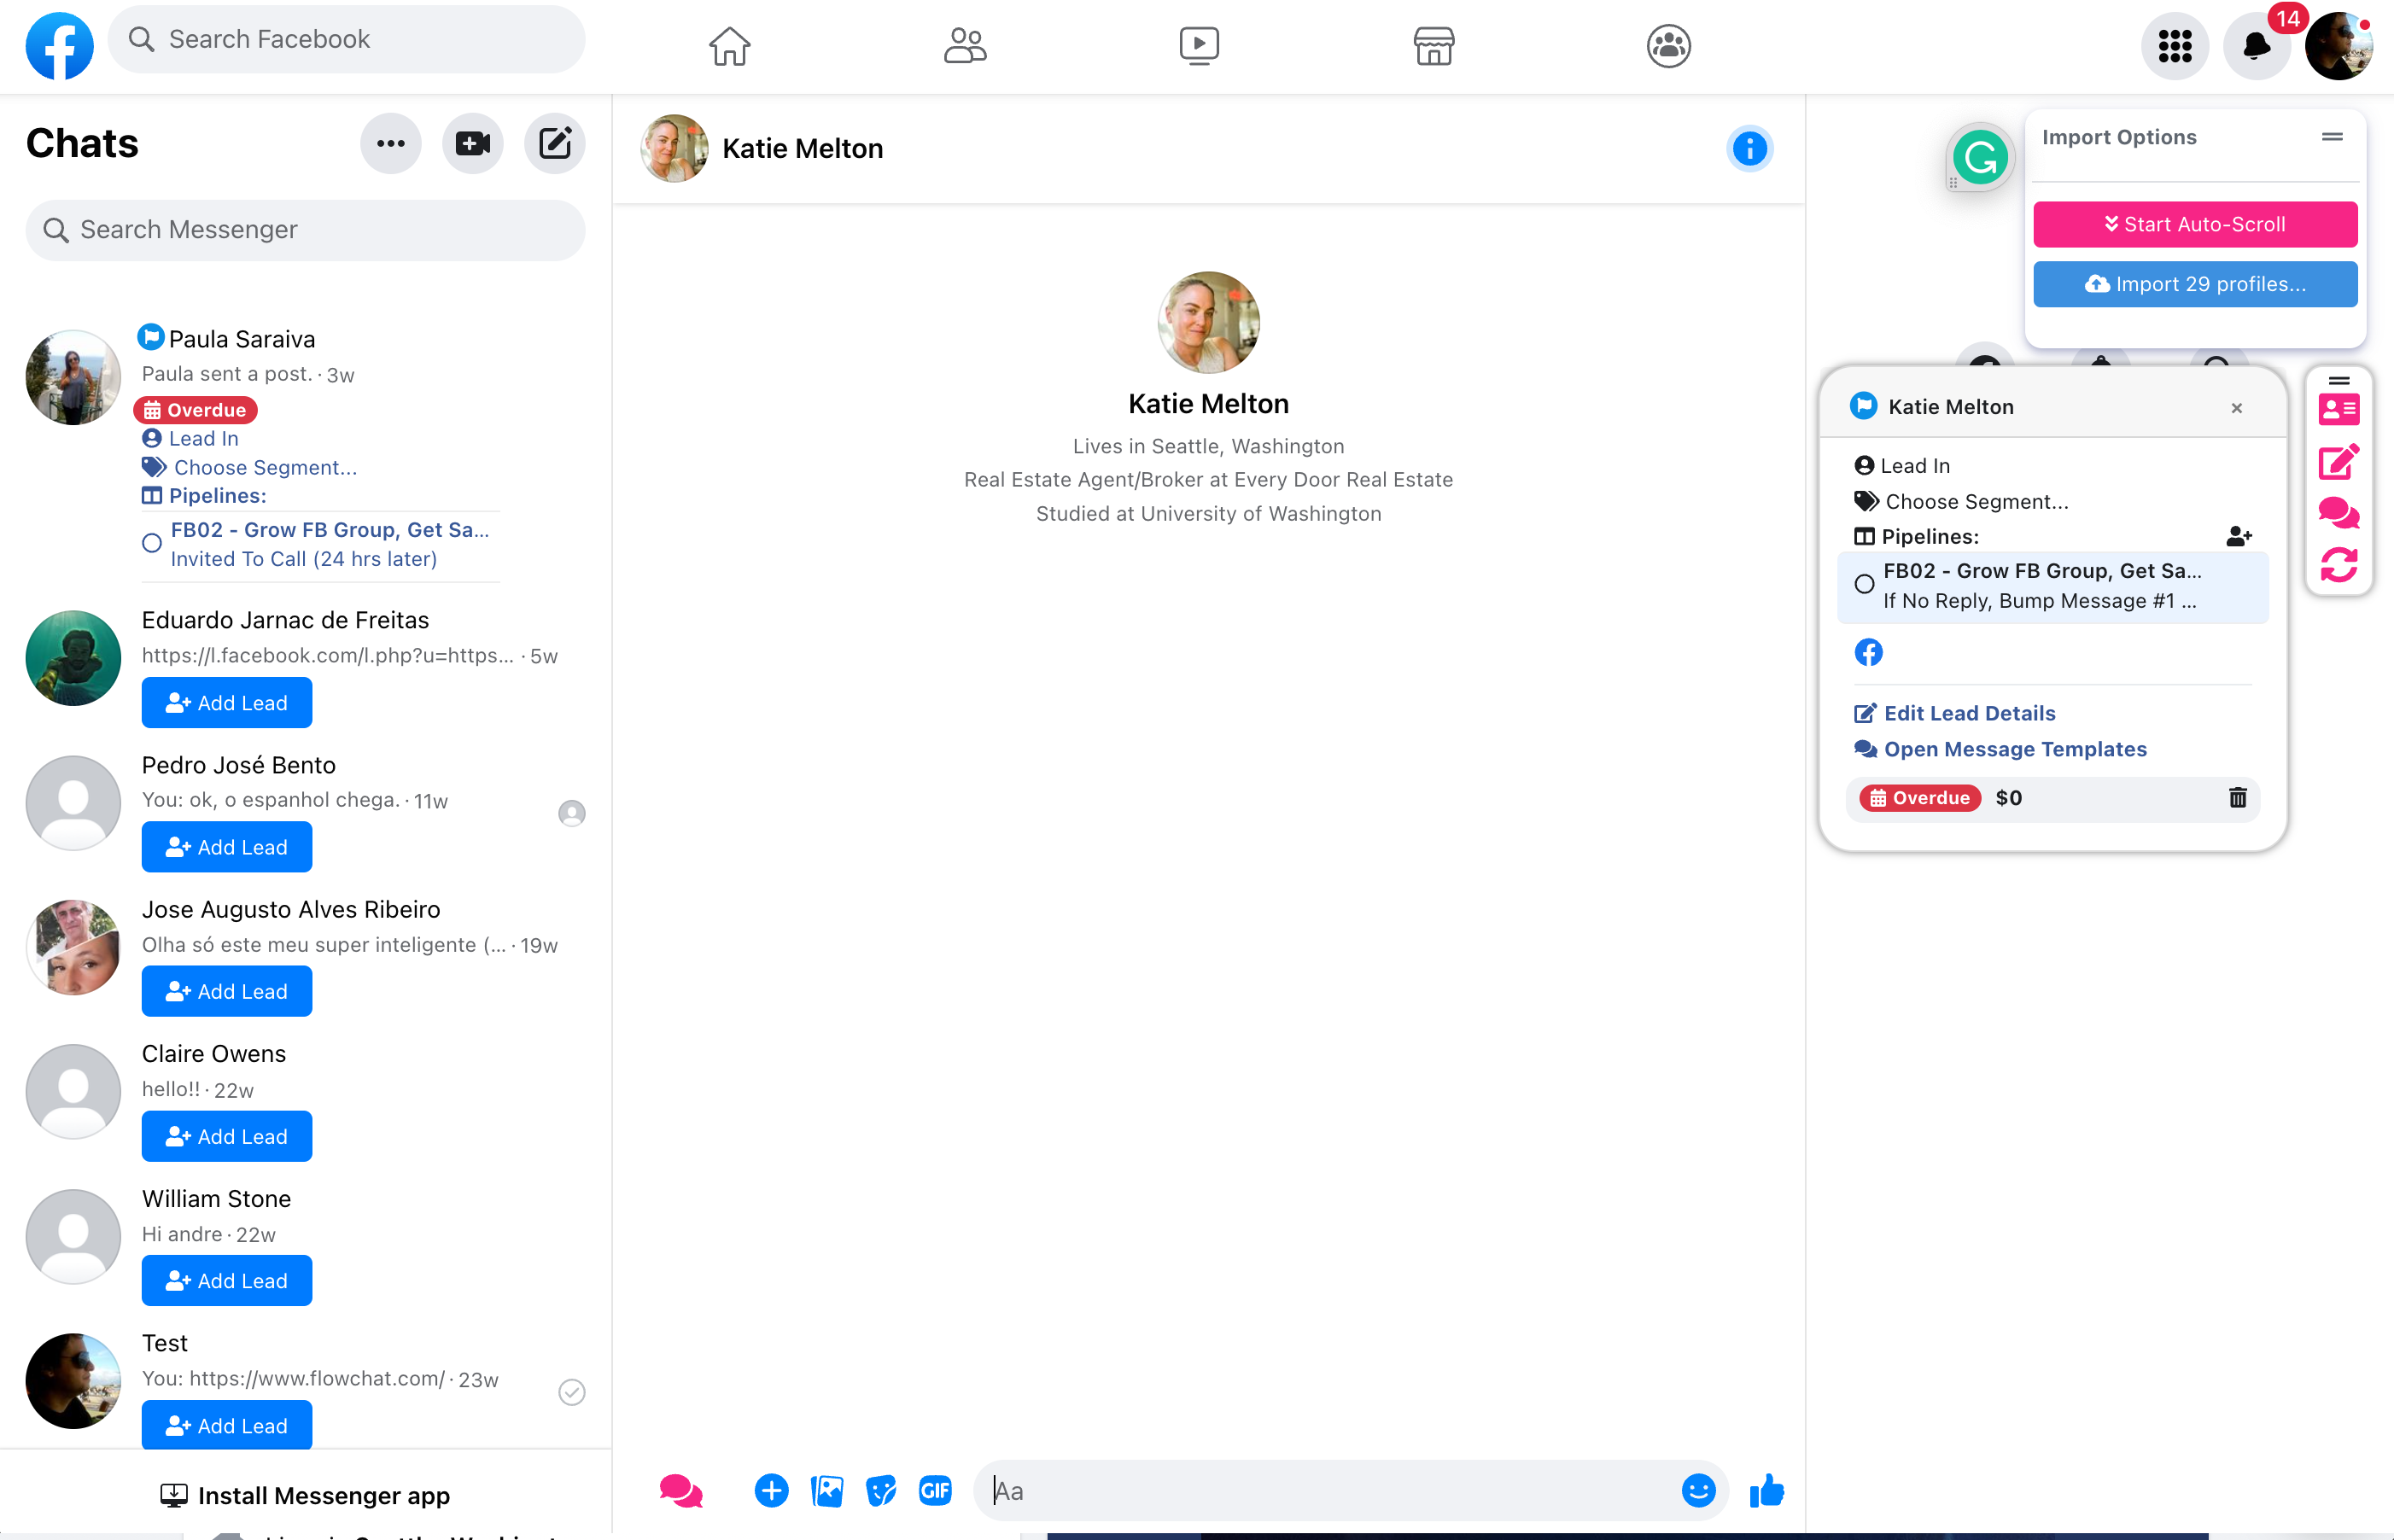 Search Facebook
14
Chats
Search Messenger
Paula Saraiva
Paula sent a post. · 3w
Overdue
Lead In
Choose Segment...
Pipelines:
FB02 - Grow FB Group, Get Sa...
Invited To Call (24 hrs later)
Eduardo Jarnac de Freitas
https://l.facebook.com/l.php?u=https... · 5w
Add Lead
Pedro José Bento
You: ok, o espanhol chega. · 11w
Add Lead
Jose Augusto Alves Ribeiro
Olha só este meu super inteligente (... · 19w
Add Lead
Claire Owens
hello!! · 22w
Add Lead
William Stone
Hi andre · 22w
Add Lead
Test
You: https://www.flowchat.com/ · 23w
Add Lead
Install Messenger app
Katie Melton
Katie Melton
Lives in Seattle, Washington
Real Estate Agent/Broker at Every Door Real Estate
Studied at University of Washington
GIF
Aa
Import Options
Start Auto-Scroll
Import 29 profiles...
Katie Melton
Lead In
Choose Segment...
Pipelines:
FB02 - Grow FB Group, Get Sa...
If No Reply, Bump Message #1 ...
Edit Lead Details
Open Message Templates
Overdue $0